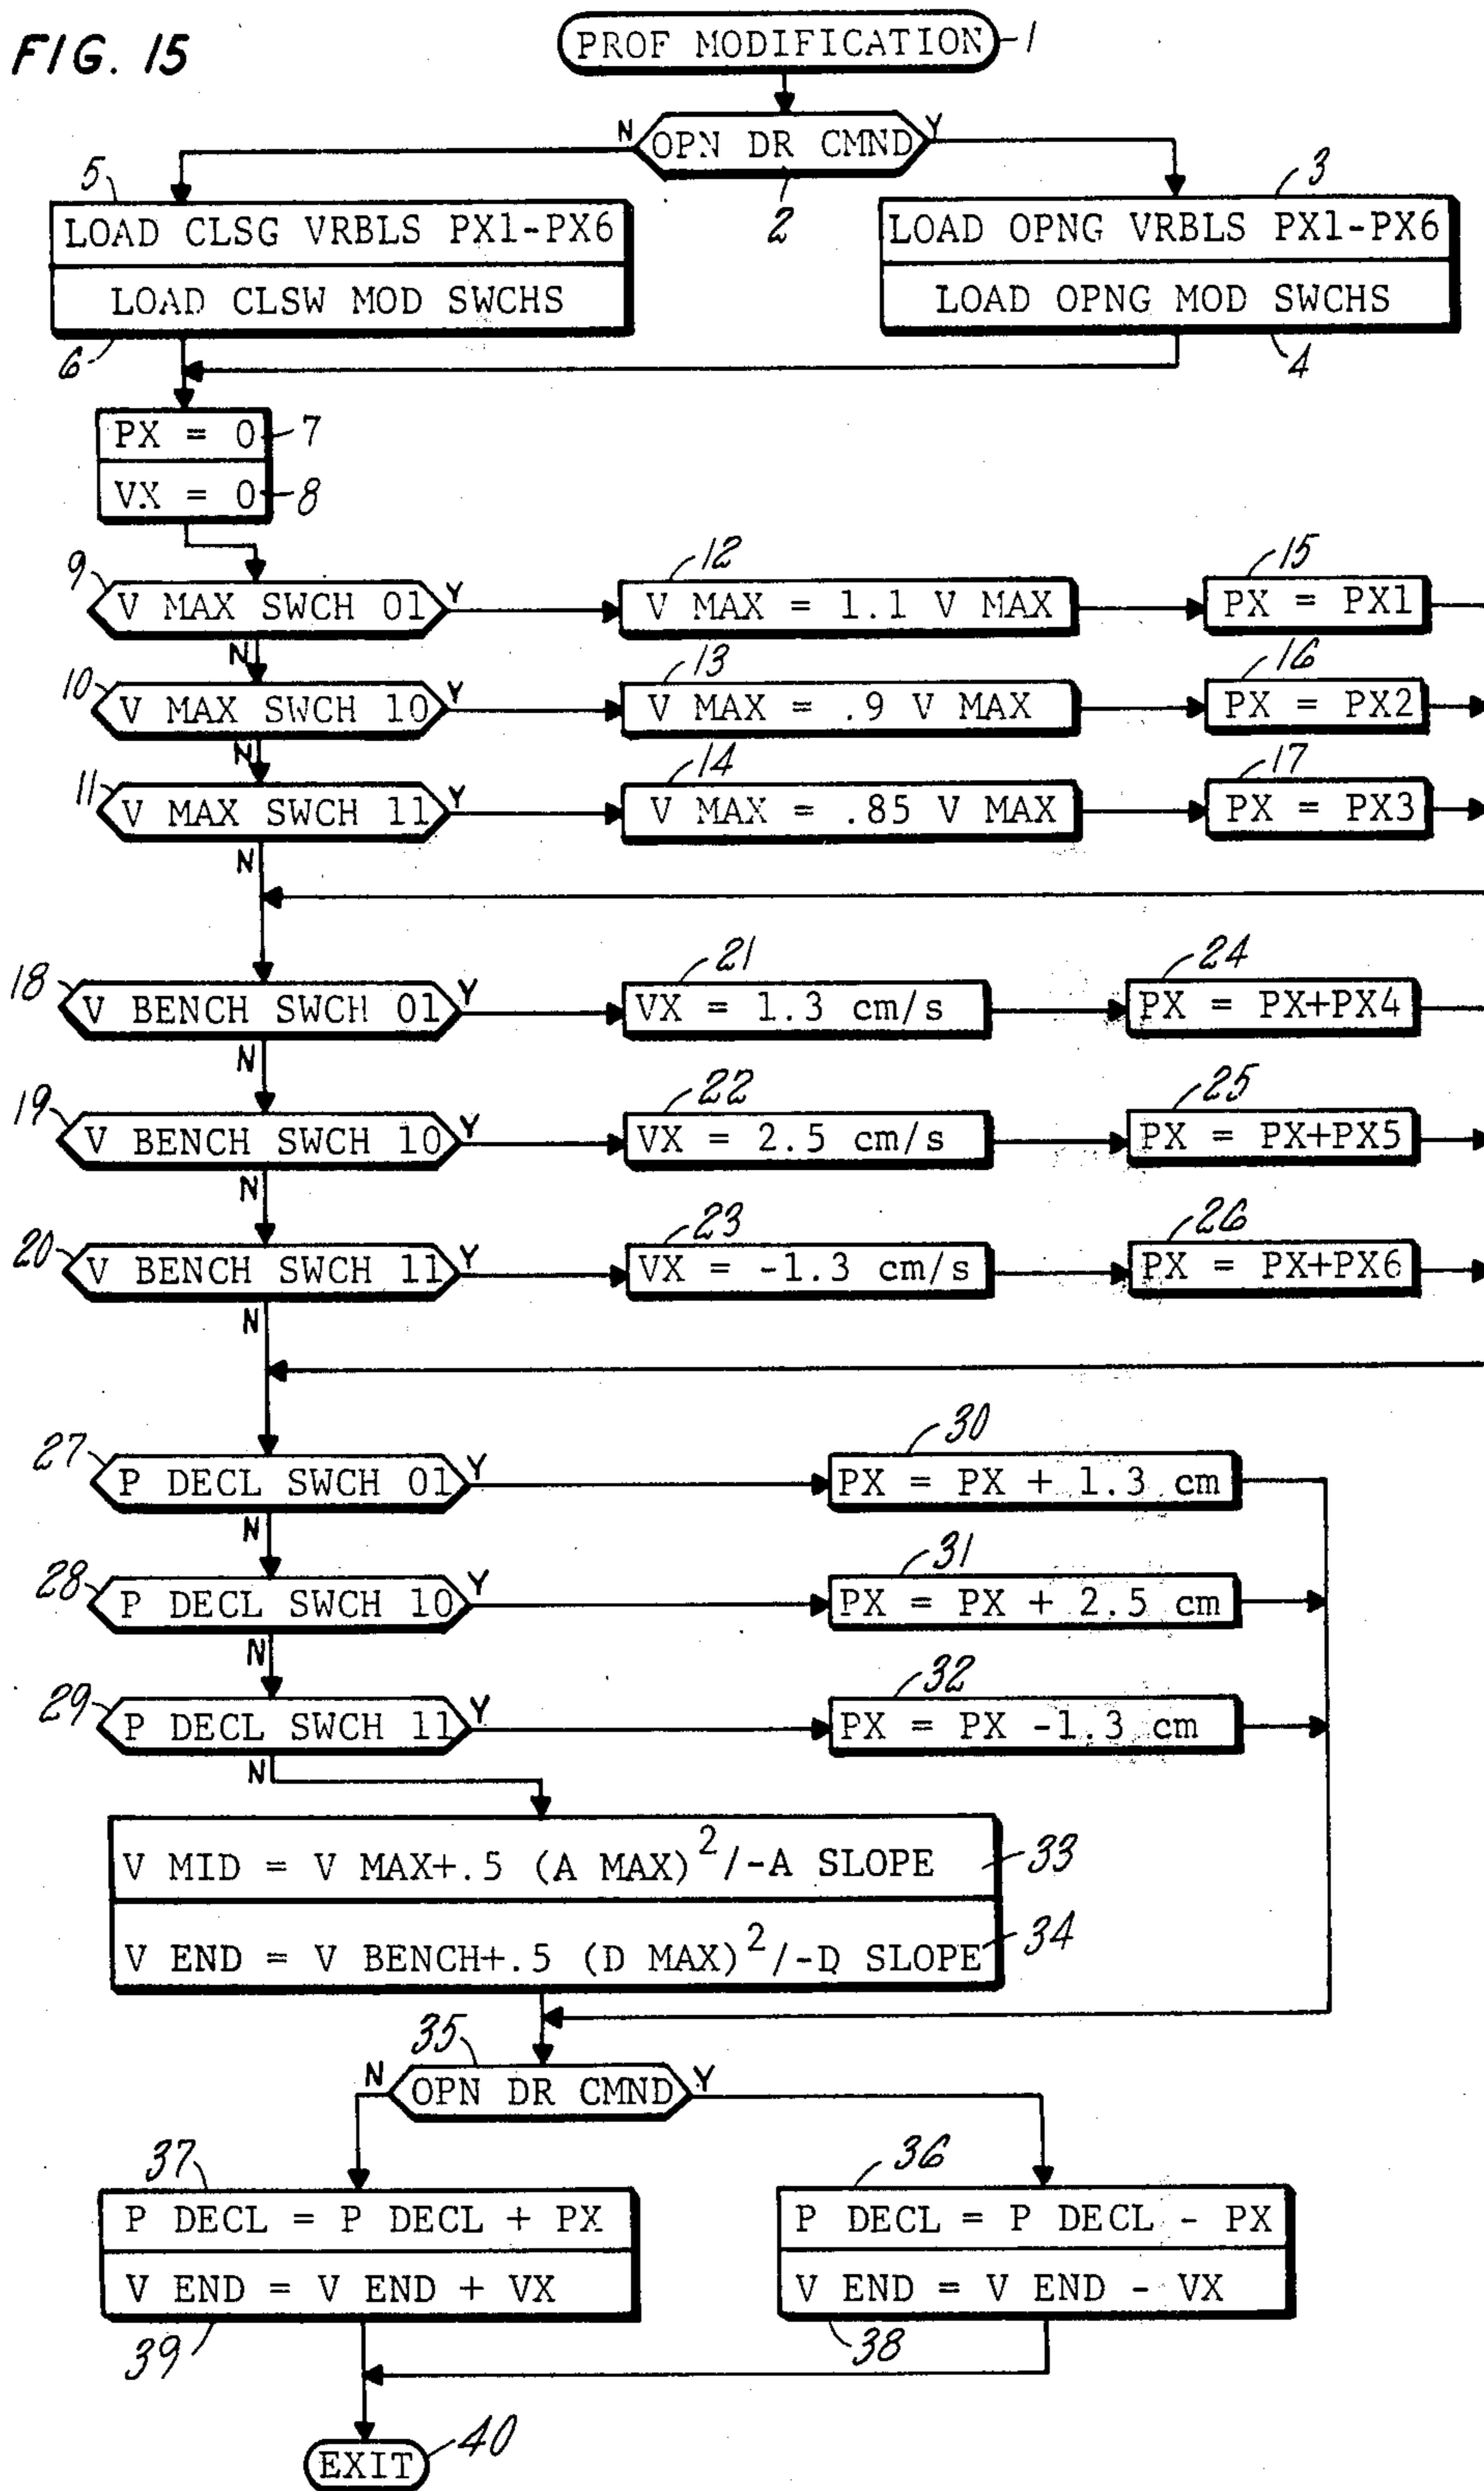 FIG. 15
PROF MODIFICATION 1
N OPN DR CMND Y
2
5
LOAD CLSG VRBLS PX1-PX6
LOAD CLSW MOD SWCHS
6
3
LOAD OPNG VRBLS PX1-PX6
LOAD OPNG MOD SWCHS
4
PX = 0 7
VX = 0 8
9 V MAX SWCH 01 Y
N
12
V MAX = 1.1 V MAX
15
PX = PX1
10 V MAX SWCH 10 Y
N
13
V MAX = .9 V MAX
16
PX = PX2
11 V MAX SWCH 11 Y
N
14
V MAX = .85 V MAX
17
PX = PX3
18 V BENCH SWCH 01 Y
N
21
VX = 1.3 cm/s
24
PX = PX+PX4
19 V BENCH SWCH 10 Y
N
22
VX = 2.5 cm/s
25
PX = PX+PX5
20 V BENCH SWCH 11 Y
N
23
VX = -1.3 cm/s
26
PX = PX+PX6
27 P DECL SWCH 01 Y
N
30
PX = PX + 1.3 cm
28 P DECL SWCH 10 Y
N
31
PX = PX + 2.5 cm
29 P DECL SWCH 11 Y
N
32
PX = PX -1.3 cm
V MID = V MAX+.5 (A MAX)²/-A SLOPE 33
V END = V BENCH+.5 (D MAX)²/-D SLOPE 34
35
N OPN DR CMND Y
37
P DECL = P DECL + PX
V END = V END + VX
39
36
P DECL = P DECL - PX
V END = V END - VX
38
EXIT 40